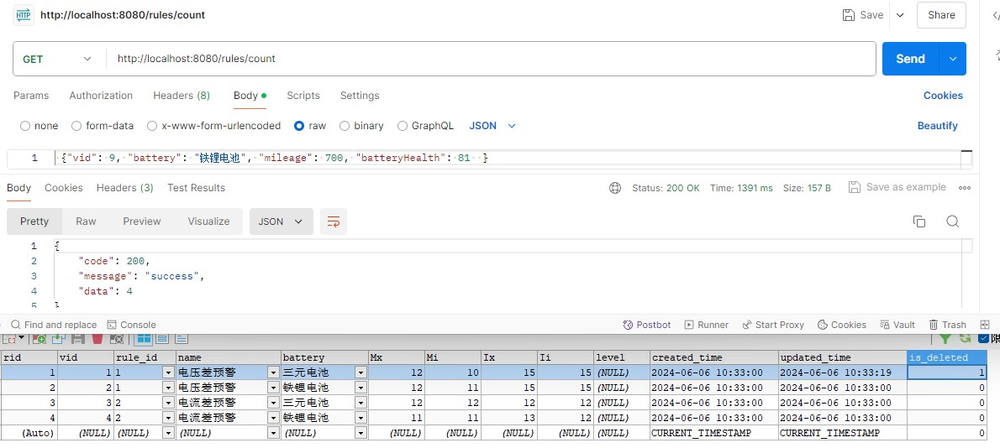 HTTP http://localhost:8080/rules/count Save Share
GET http://localhost:8080/rules/count Send
Params Authorization Headers (8) Body Scripts Settings Cookies
none form-data x-www-form-urlencoded raw binary GraphQL JSON Beautify
1 {"vid": 9, "battery": "铁锂电池", "mileage": 700, "batteryHealth": 81 }
Body Cookies Headers (3) Test Results Status: 200 OK Time: 1391 ms Size: 157 B Save as example
Pretty Raw Preview Visualize JSON
1 {
2 "code": 200,
3 "message": "success",
4 "data": 4
5 }
Find and replace Console Postbot Runner Start Proxy Cookies Vault Trash
限
rid vid rule_id name battery Mx Mi Ix Ii level created_time updated_time is_deleted
1 1 1 电压差预警 三元电池 12 10 15 15 (NULL) 2024-06-06 10:33:00 2024-06-06 10:33:19 1
2 2 1 电压差预警 铁锂电池 12 11 15 15 (NULL) 2024-06-06 10:33:00 2024-06-06 10:33:00 0
3 3 2 电流差预警 三元电池 12 12 12 12 (NULL) 2024-06-06 10:33:00 2024-06-06 10:33:00 0
4 4 2 电流差预警 铁锂电池 11 11 13 12 (NULL) 2024-06-06 10:33:00 2024-06-06 10:33:00 0
(Auto) (NULL) (NULL) (NULL) (NULL) (NULL) (NULL) (NULL) (NULL) (NULL) CURRENT_TIMESTAMP CURRENT_TIMESTAMP 0